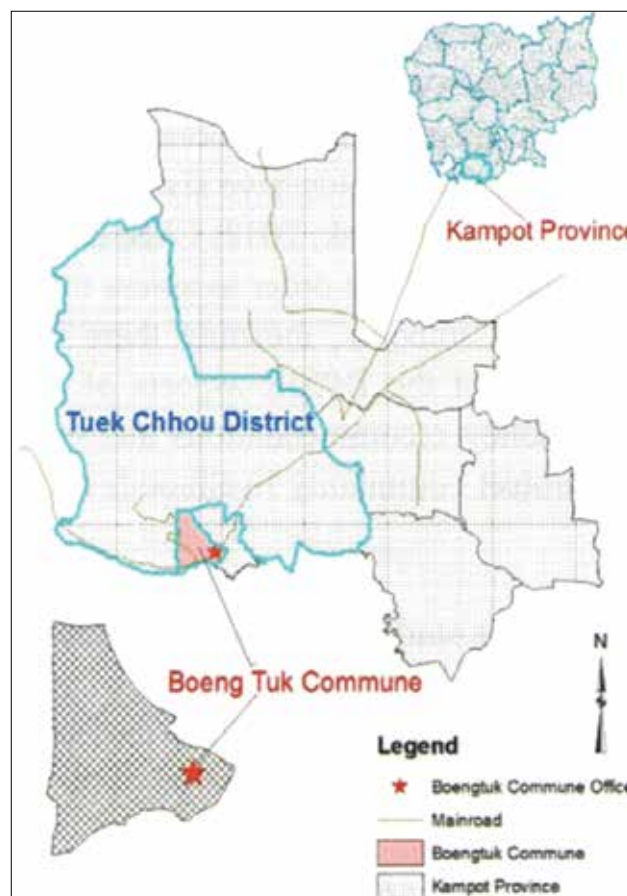 Kampot Province
Tuek Chhou District
Boeng Tuk Commune
N
Legend
Boengtuk Commune Office
Mainroad
Boengtuk Commune
Kampot Province